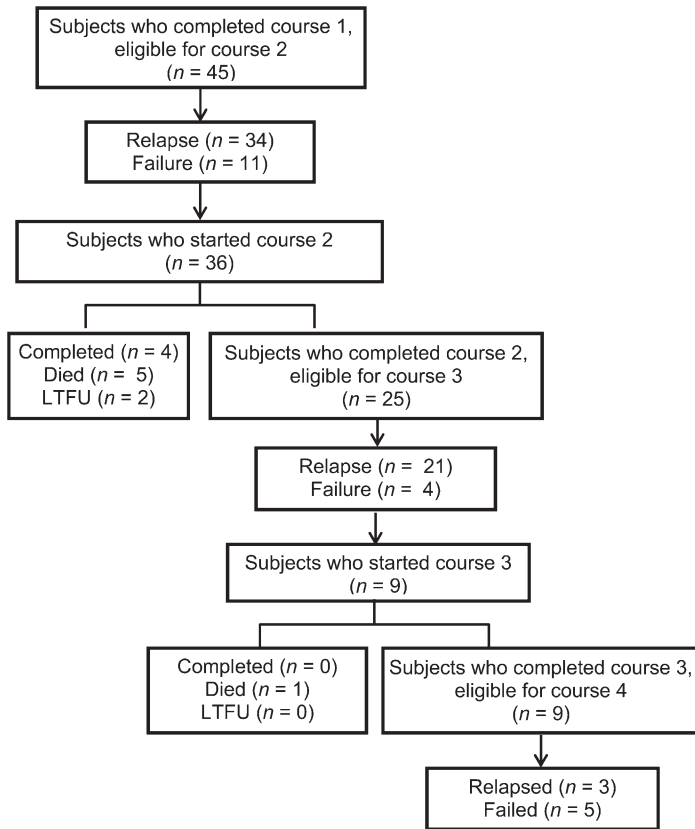 Subjects who completed course 1,
eligible for course 2
(n = 45)
Relapse (n = 34)
Failure (n = 11)
Subjects who started course 2
(n = 36)
Completed (n = 4)
Died (n = 5)
LTFU (n = 2)
Subjects who completed course 2,
eligible for course 3
(n = 25)
Relapse (n = 21)
Failure (n = 4)
Subjects who started course 3
(n = 9)
Completed (n = 0)
Died (n = 1)
LTFU (n = 0)
Subjects who completed course 3,
eligible for course 4
(n = 9)
Relapsed (n = 3)
Failed (n = 5)